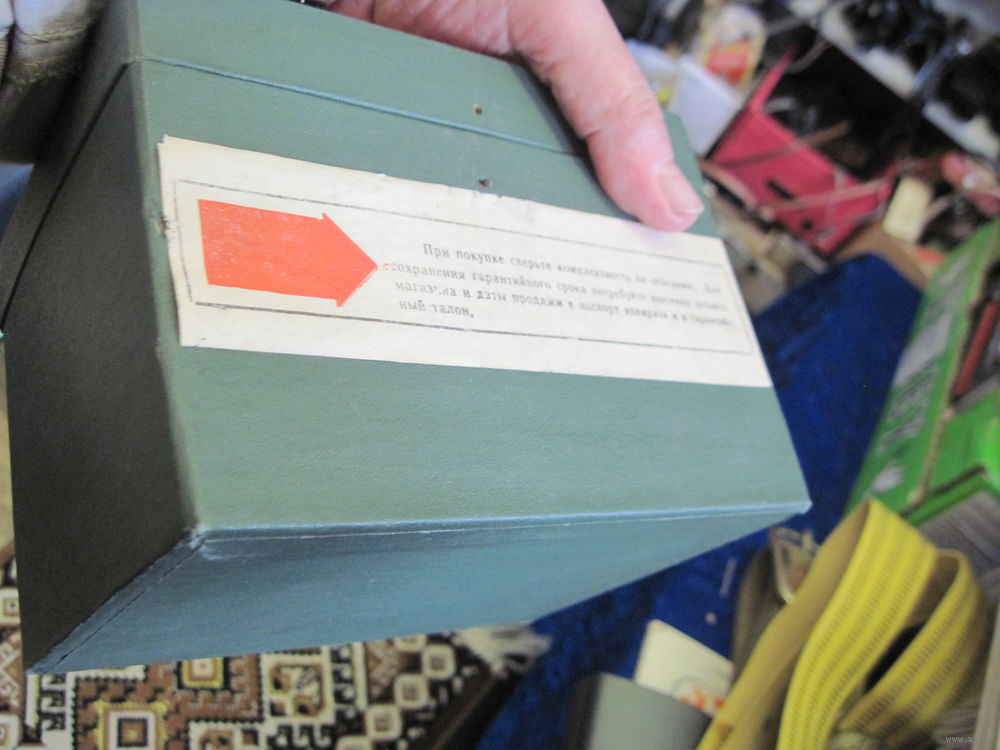 При покупке сверьте комплектность по описанию. Для
сохранения гарантийного срока потребуйте внесения штампа
магазина и даты продажи в паспорт аппарата и в гарантий-
ный талон.
www.a